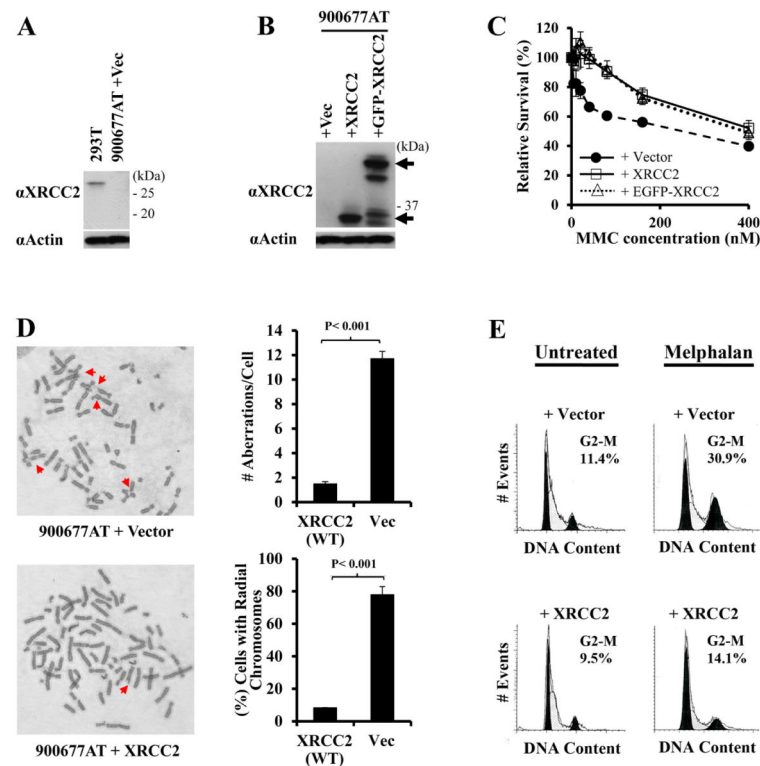 A
293T
900677AT +Vec
(kDa)
αXRCC2
- 25
- 20
αActin
B
900677AT
+Vec
+XRCC2
+GFP-XRCC2
(kDa)
αXRCC2
- 37
αActin
C
Relative Survival (%)
120
100
80
60
40
20
0
+ Vector
+ XRCC2
+ EGFP-XRCC2
0
200
400
MMC concentration (nM)
D
900677AT + Vector
900677AT + XRCC2
# Aberrations/Cell
14
12
10
8
6
4
2
0
P< 0.001
XRCC2
(WT)
Vec
(%) Cells with Radial
Chromosomes
100
80
60
40
20
0
P< 0.001
XRCC2
(WT)
Vec
E
Untreated
Melphalan
+ Vector
+ Vector
# Events
G2-M
11.4%
G2-M
30.9%
DNA Content
DNA Content
+ XRCC2
+ XRCC2
# Events
G2-M
9.5%
G2-M
14.1%
DNA Content
DNA Content